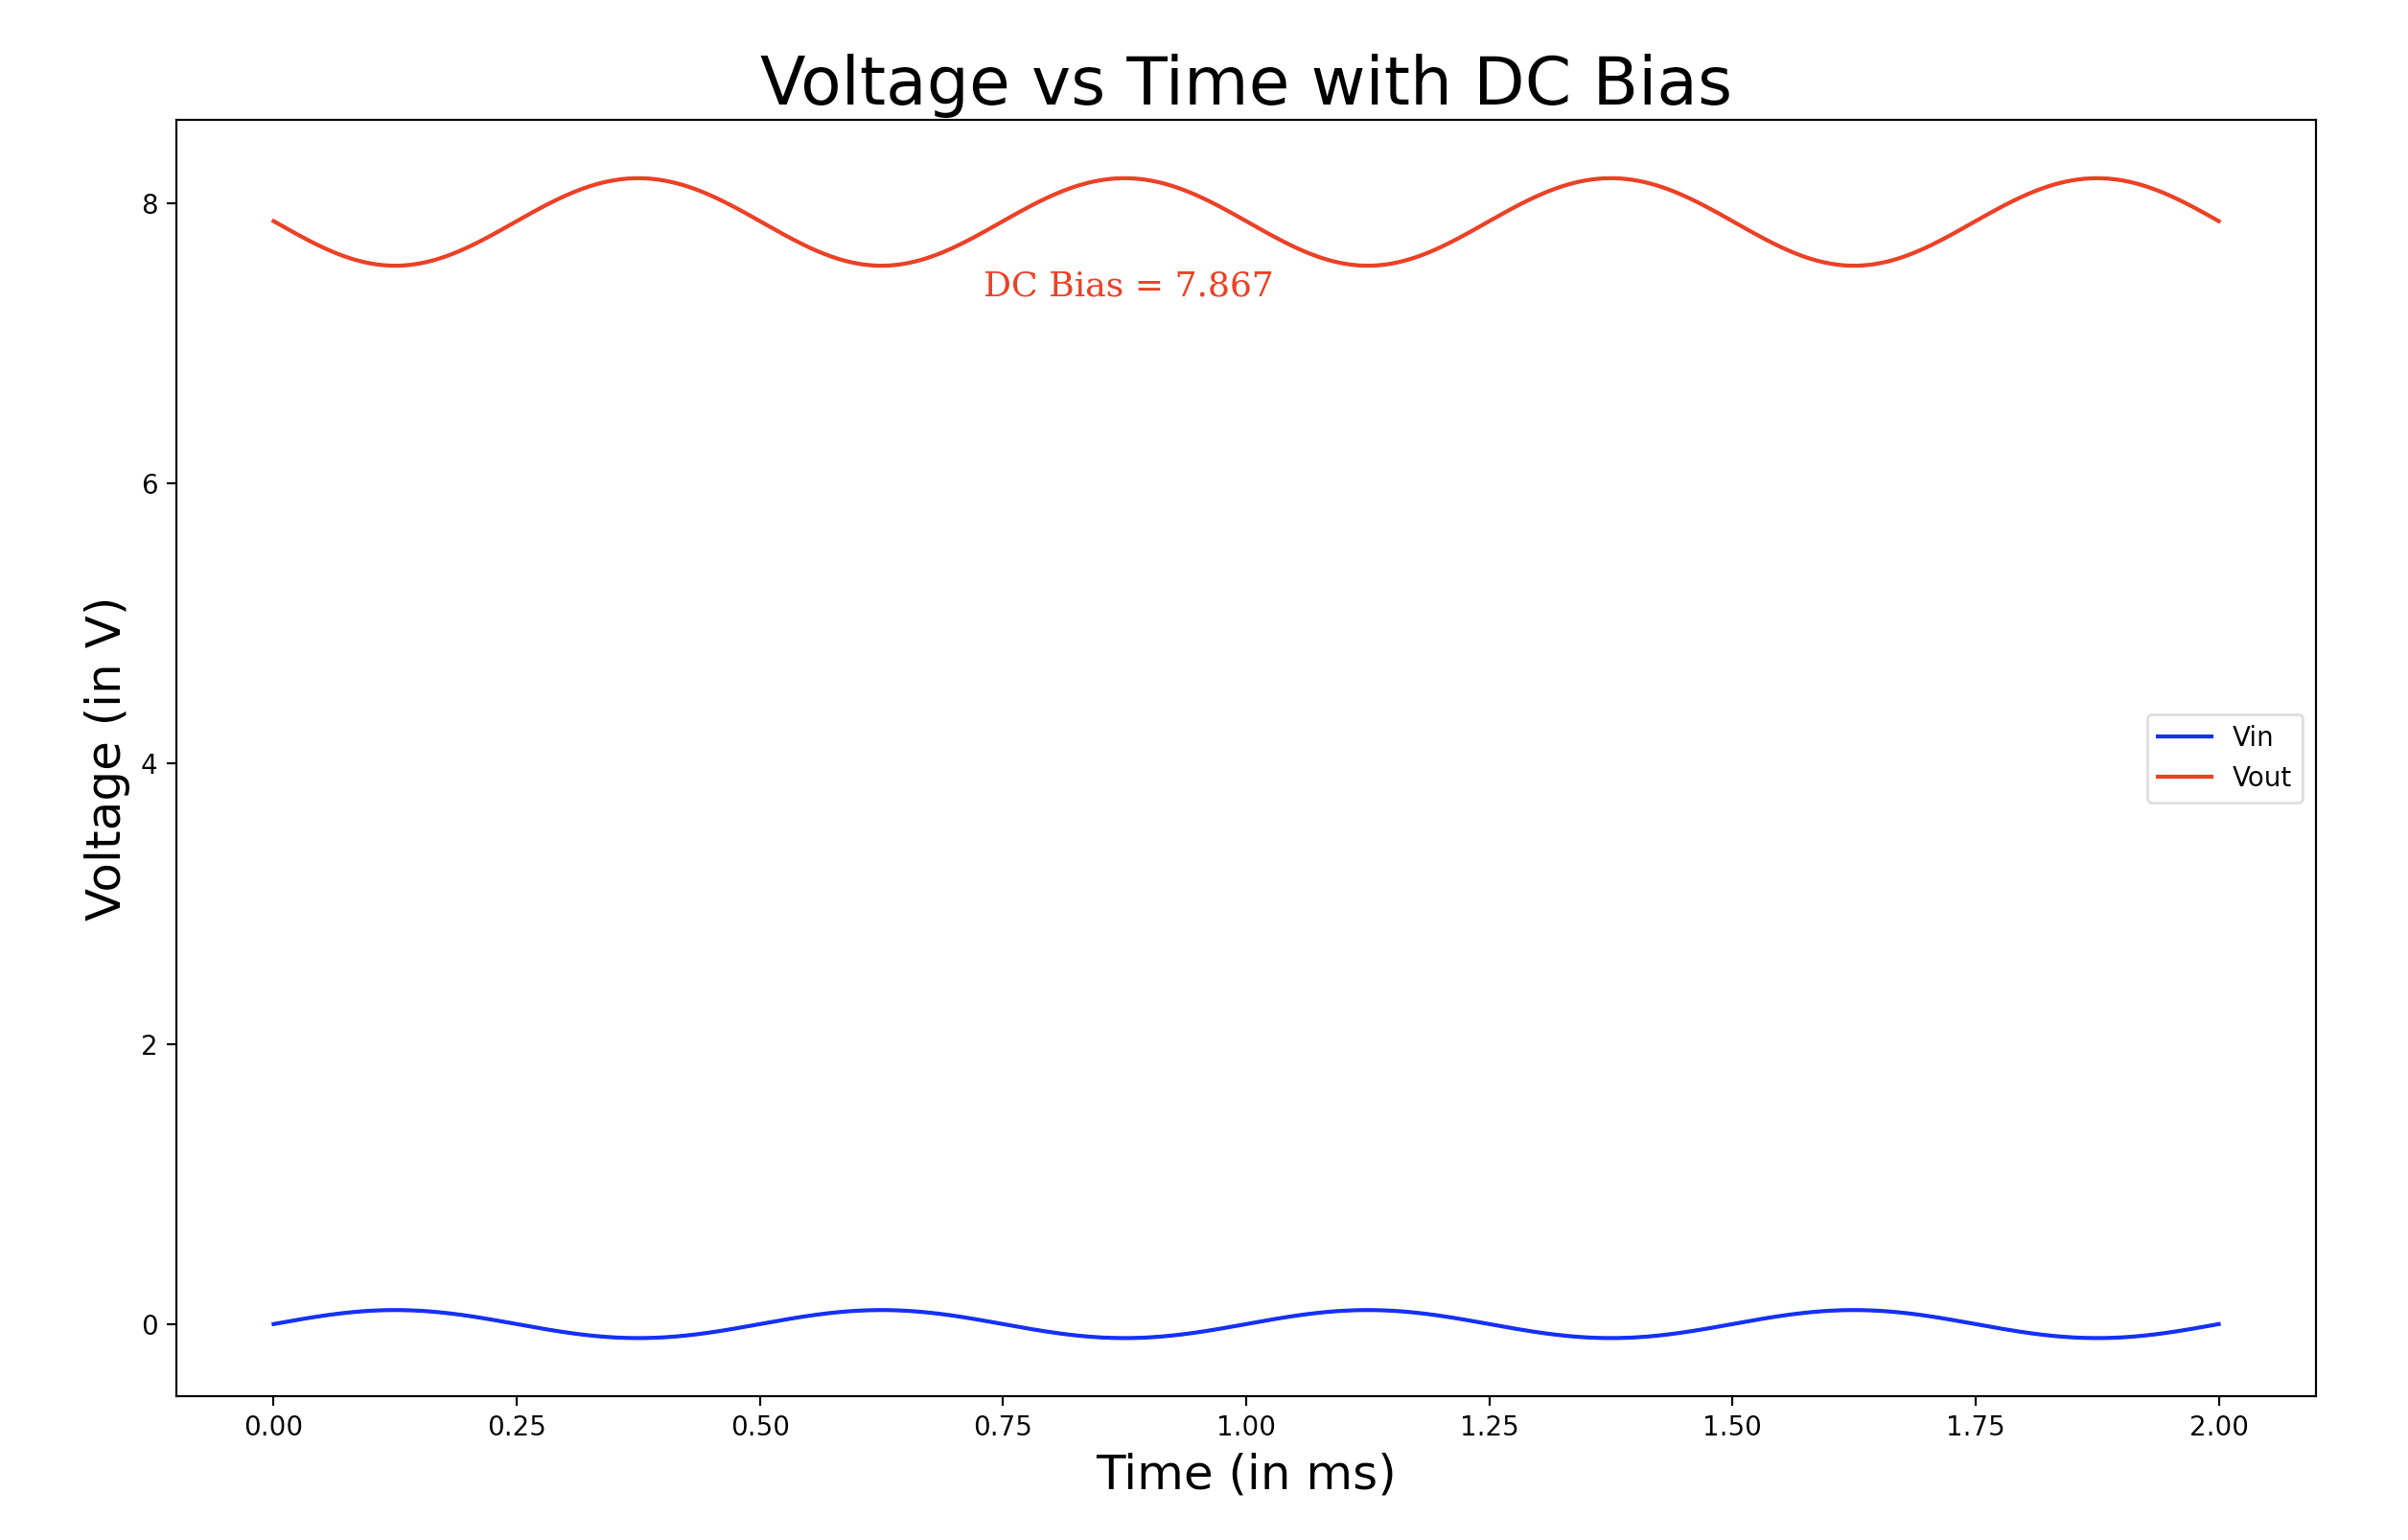 Voltage vs Time with DC Bias
8
DC Bias = 7.867
6
Voltage (in V)
Vin
4
Vout
2
0
0.00 0.25 0.50 0.75 1.00 1.25 1.50 1.75 2.00
Time (in ms)